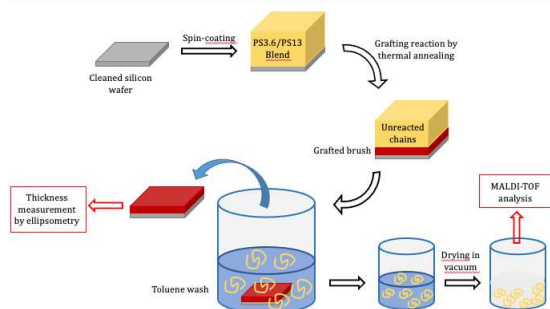 Cleaned silicon
wafer
Spin-coating
PS3.6/PS13
Blend
Grafting reaction by
thermal annealing
Unreacted
chains
Grafted brush
Thickness
measurement
by ellipsometry
Toluene wash
Drying in
vacuum
MALDI-TOF
analysis